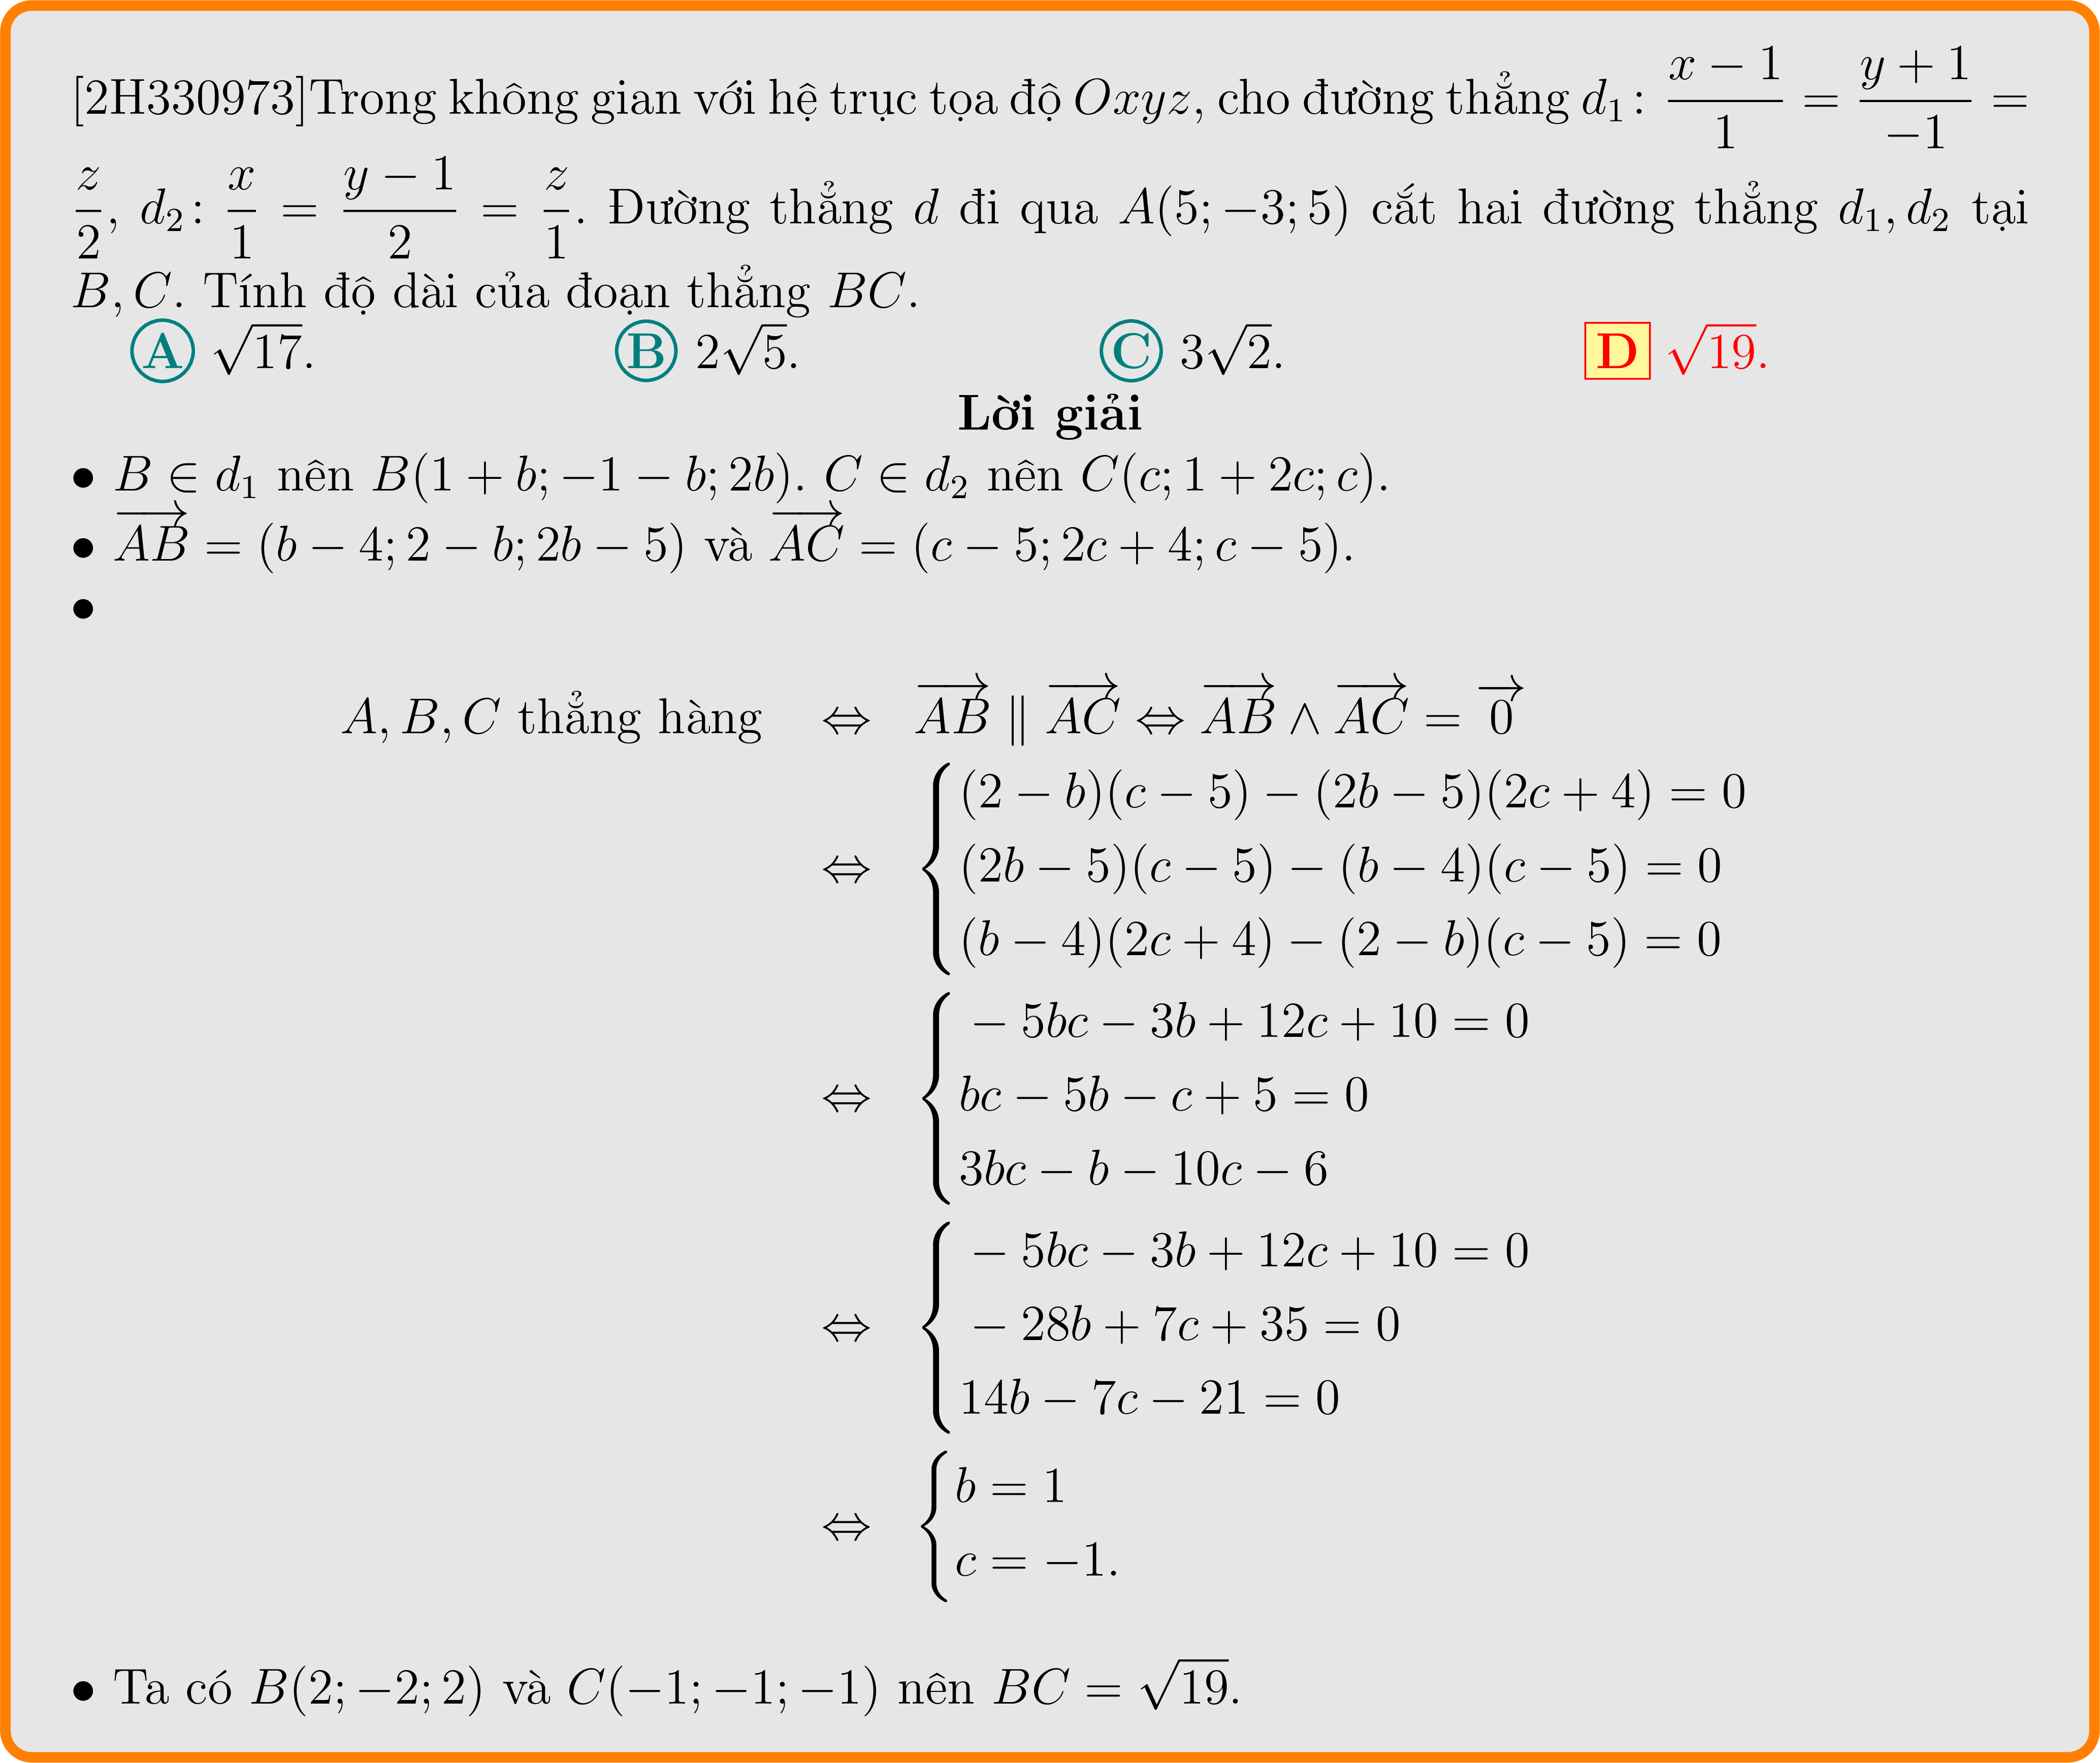 [2H330973]Trong không gian với hệ trục tọa độ $Oxyz$, cho đường thẳng $d_1\colon \dfrac{x-1}{1} = \dfrac{y+1}{-1} =$
$\dfrac{z}{2}$, $d_2\colon \dfrac{x}{1} = \dfrac{y-1}{2} = \dfrac{z}{1}$. Đường thẳng $d$ đi qua $A(5;-3;5)$ cắt hai đường thẳng $d_1, d_2$ tại
$B, C$. Tính độ dài của đoạn thẳng $BC$.
A $\sqrt{17}$. B $2\sqrt{5}$. C $3\sqrt{2}$. D $\sqrt{19}$.
Lời giải
• $B \in d_1$ nên $B(1+b;-1-b;2b)$. $C \in d_2$ nên $C(c;1+2c;c)$.
• $\overrightarrow{AB} = (b-4;2-b;2b-5)$ và $\overrightarrow{AC} = (c-5;2c+4;c-5)$.
•
$A, B, C$ thẳng hàng $\Leftrightarrow \overrightarrow{AB} \parallel \overrightarrow{AC} \Leftrightarrow \overrightarrow{AB} \wedge \overrightarrow{AC} = \overrightarrow{0}$
$\Leftrightarrow \begin{cases} (2-b)(c-5)-(2b-5)(2c+4)=0 \\ (2b-5)(c-5)-(b-4)(c-5)=0 \\ (b-4)(2c+4)-(2-b)(c-5)=0 \end{cases}$
$\Leftrightarrow \begin{cases} -5bc-3b+12c+10=0 \\ bc-5b-c+5=0 \\ 3bc-b-10c-6 \end{cases}$
$\Leftrightarrow \begin{cases} -5bc-3b+12c+10=0 \\ -28b+7c+35=0 \\ 14b-7c-21=0 \end{cases}$
$\Leftrightarrow \begin{cases} b=1 \\ c=-1. \end{cases}$
• Ta có $B(2;-2;2)$ và $C(-1;-1;-1)$ nên $BC = \sqrt{19}$.